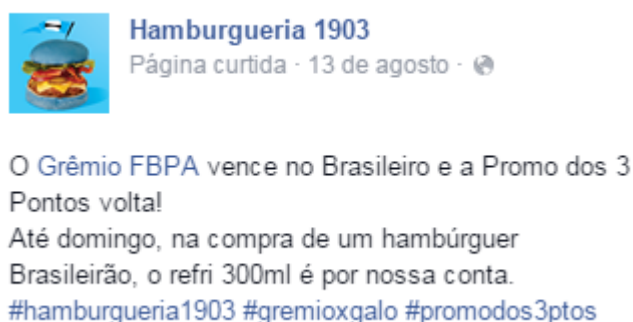 Hamburgueria 1903
Página curtida · 13 de agosto ·
O Grêmio FBPA vence no Brasileiro e a Promo dos 3
Pontos volta!
Até domingo, na compra de um hambúrguer
Brasileirão, o refri 300ml é por nossa conta.
#hamburgueria1903 #gremioxgalo #promodos3ptos